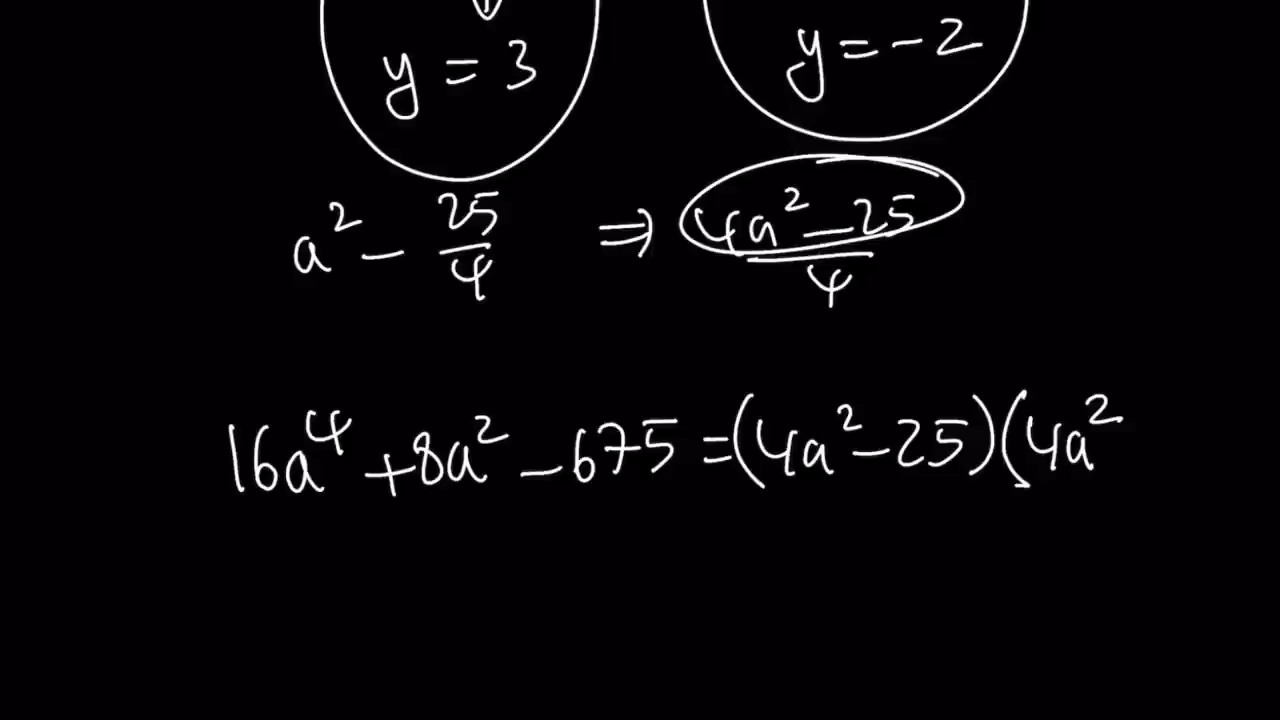 y = 3 y = -2
a² - 25/4 ⇒ 4a² - 25/4
16a⁴ + 8a² - 675 = (4a² - 25)(4a²